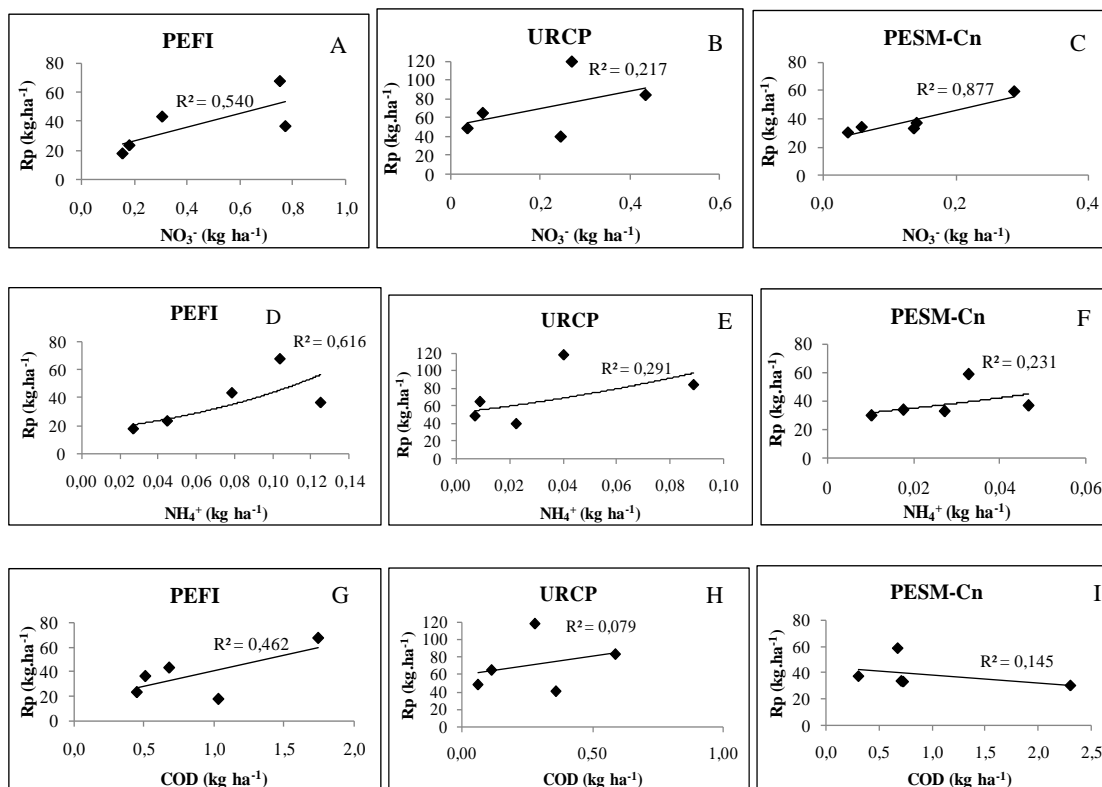 PEFI
A
R² = 0,540
Rp (kg.ha⁻¹)
80
60
40
20
0
0,0 0,2 0,4 0,6 0,8 1,0
NO₃⁻ (kg ha⁻¹)
URCP
B
R² = 0,217
Rp (kg.ha⁻¹)
120
100
80
60
40
20
0
0 0,2 0,4 0,6
NO₃⁻ (kg ha⁻¹)
PESM-Cn
C
R² = 0,877
Rp (kg.ha⁻¹)
80
60
40
20
0
0,0 0,2 0,4
NO₃⁻ (kg ha⁻¹)
PEFI
D
R² = 0,616
Rp (kg.ha⁻¹)
80
60
40
20
0
0,00 0,02 0,04 0,06 0,08 0,10 0,12 0,14
NH₄⁺ (kg ha⁻¹)
URCP
E
R² = 0,291
Rp (kg.ha⁻¹)
120
100
80
60
40
20
0
0,00 0,02 0,04 0,06 0,08 0,10
NH₄⁺ (kg ha⁻¹)
PESM-Cn
F
R² = 0,231
Rp (kg.ha⁻¹)
80
60
40
20
0
0 0,02 0,04 0,06
NH₄⁺ (kg ha⁻¹)
PEFI
G
R² = 0,462
Rp (kg.ha⁻¹)
80
60
40
20
0
0,0 0,5 1,0 1,5 2,0
COD (kg ha⁻¹)
URCP
H
R² = 0,079
Rp (kg.ha⁻¹)
120
100
80
60
40
20
0
0,00 0,50 1,00
COD (kg ha⁻¹)
PESM-Cn
I
R² = 0,145
Rp (kg.ha⁻¹)
80
60
40
20
0
0,0 0,5 1,0 1,5 2,0 2,5
COD (kg ha⁻¹)